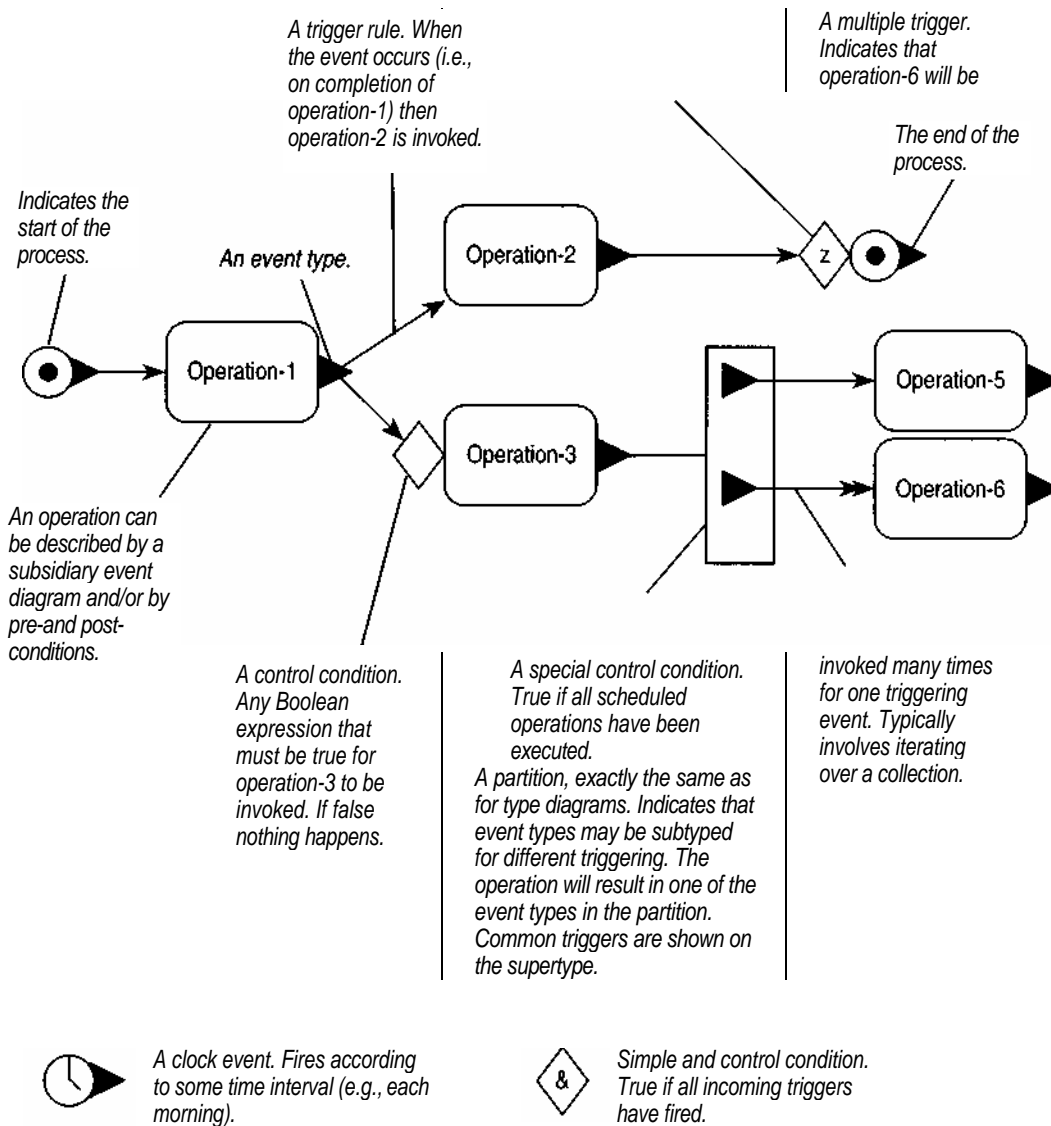 A trigger rule. When
the event occurs (i.e.,
on completion of
operation-1) then
operation-2 is invoked.
A multiple trigger.
Indicates that
operation-6 will be
The end of the
process.
Indicates the
start of the
process.
An event type.
Operation-2
z
Operation-1
Operation-5
Operation-3
Operation-6
An operation can
be described by a
subsidiary event
diagram and/or by
pre-and post-
conditions.
A control condition.
Any Boolean
expression that
must be true for
operation-3 to be
invoked. If false
nothing happens.
A special control condition.
True if all scheduled
operations have been
executed.
A partition, exactly the same as
for type diagrams. Indicates that
event types may be subtyped
for different triggering. The
operation will result in one of the
event types in the partition.
Common triggers are shown on
the supertype.
invoked many times
for one triggering
event. Typically
involves iterating
over a collection.
A clock event. Fires according
to some time interval (e.g., each
morning).
&
Simple and control condition.
True if all incoming triggers
have fired.